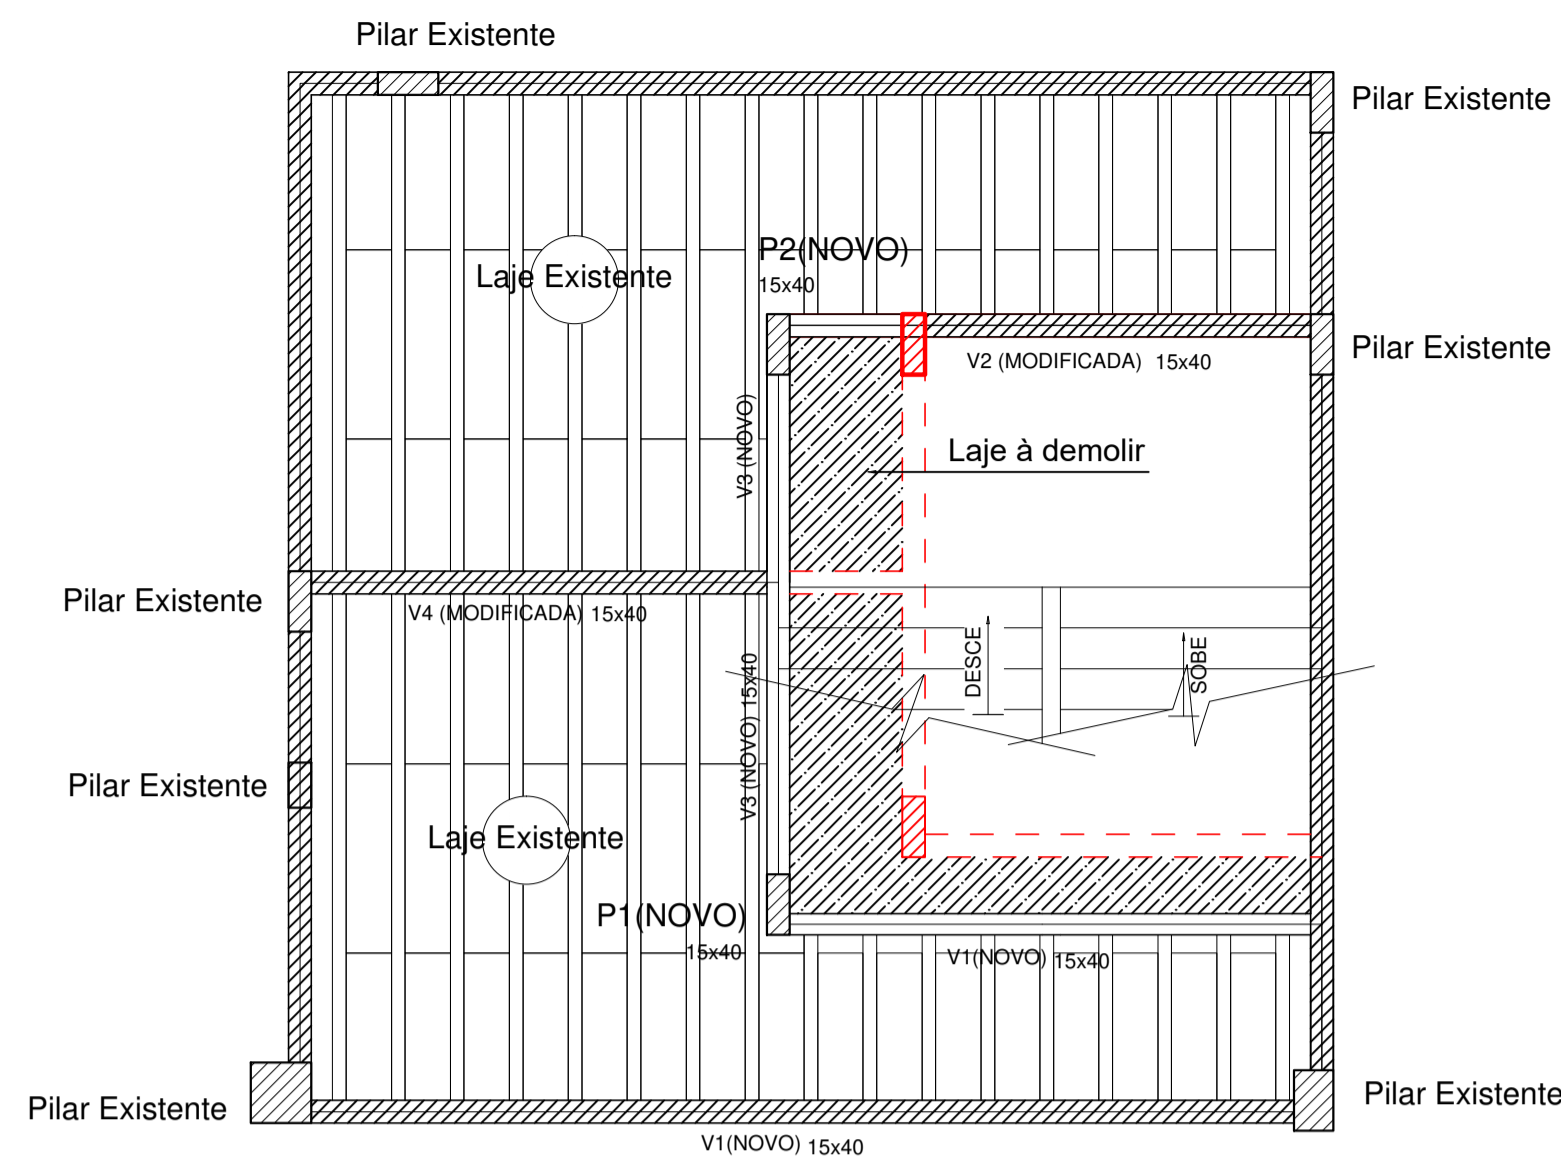 Pilar Existente
Pilar Existente
P2(NOVO)
15x40
Laje Existente
Pilar Existente
V2 (MODIFICADA) 15x40
V3 (NOVO)
Laje à demolir
Pilar Existente
V4 (MODIFICADA) 15x40
DESCE
SOBE
V3 (NOVO) 15x40
Pilar Existente
Laje Existente
P1(NOVO)
15x40
V1(NOVO) 15x40
Pilar Existente
Pilar Existente
V1(NOVO) 15x40